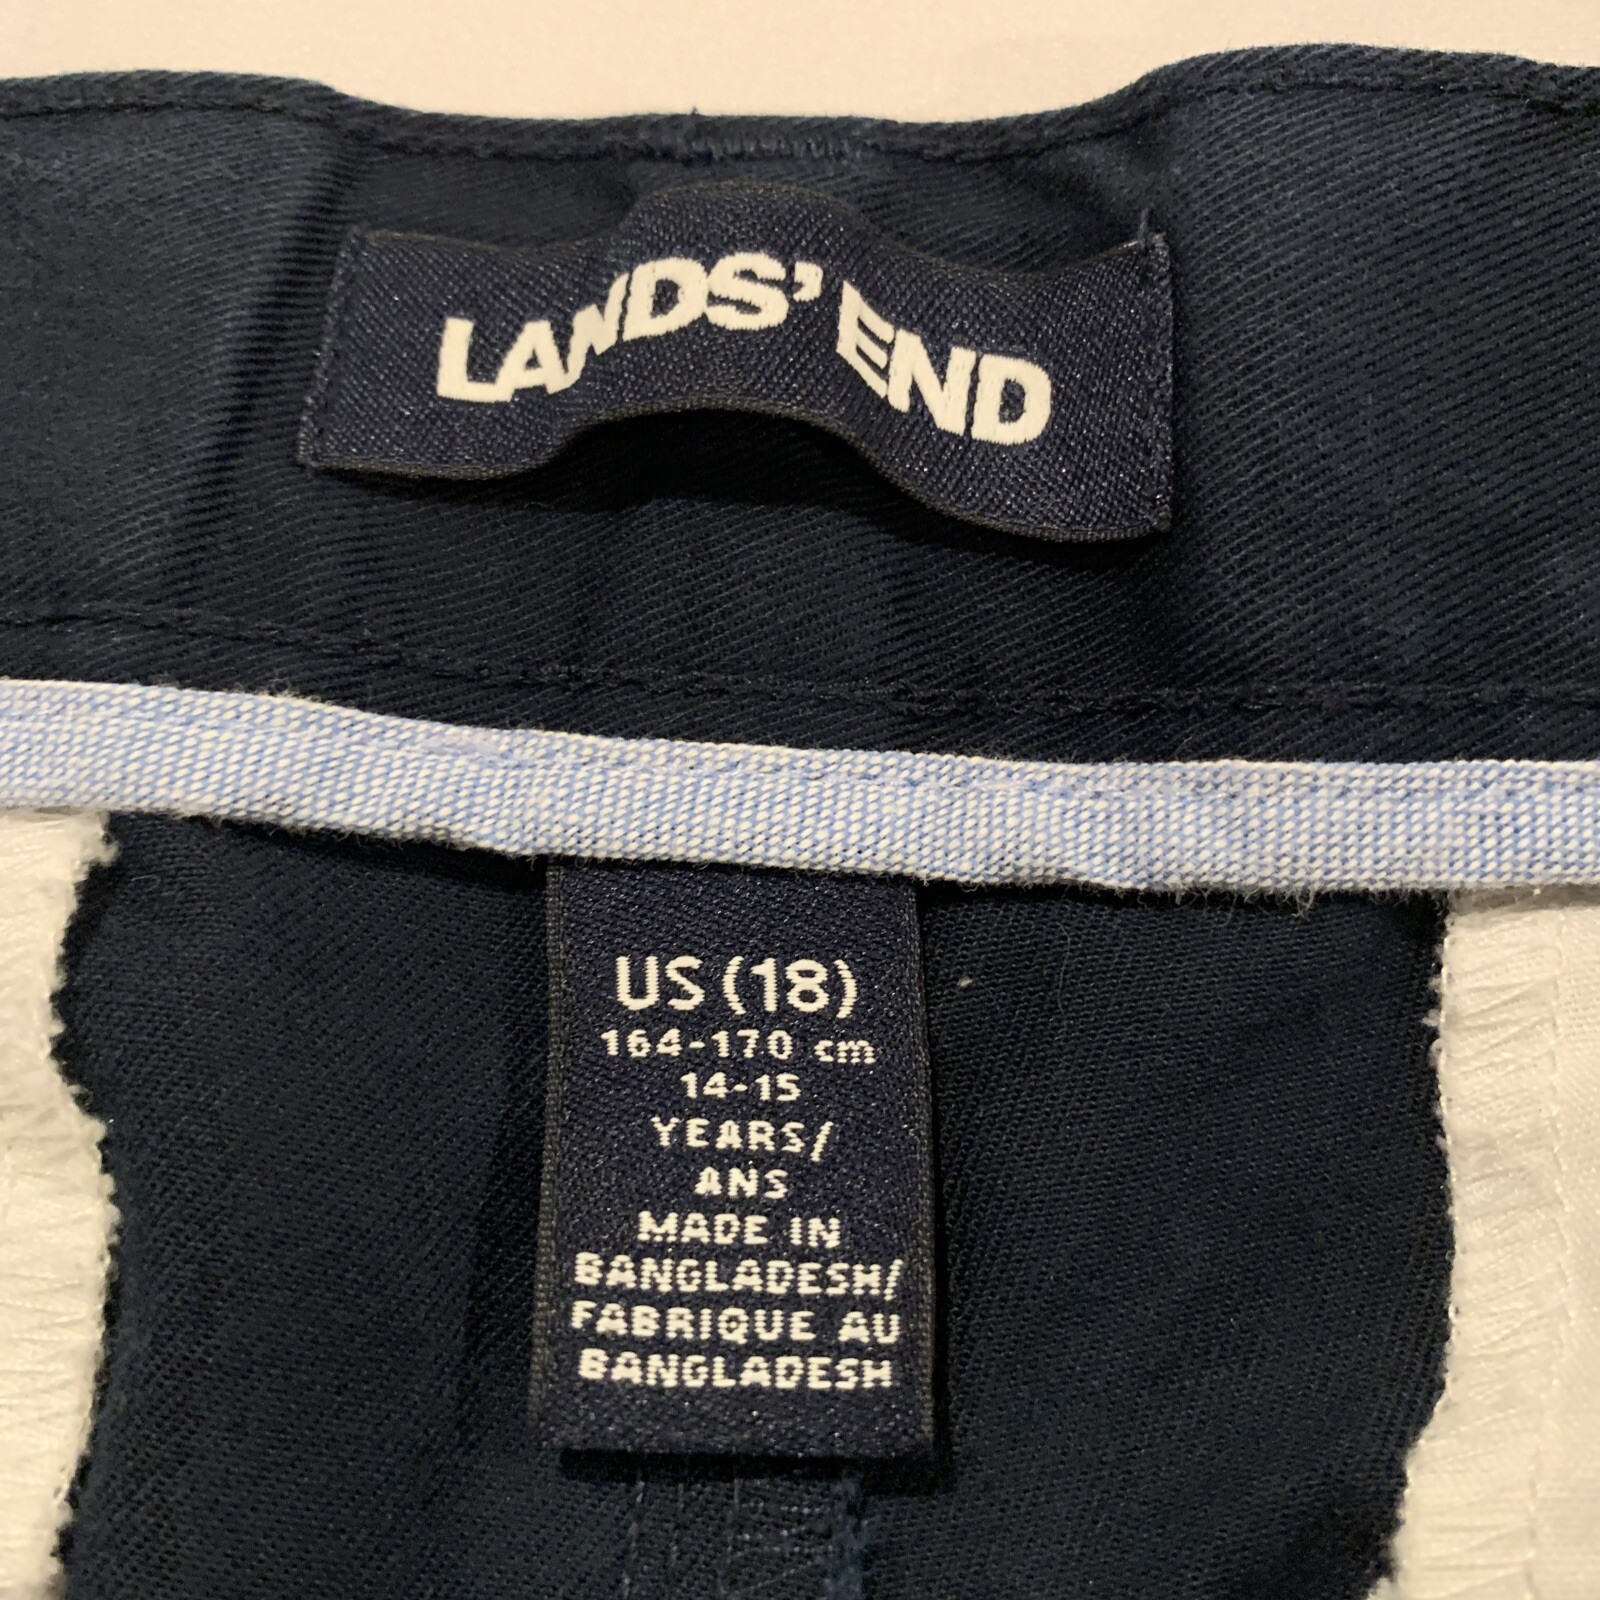 LANDS' END
US (18)
164-170 cm
14-15
YEARS/
ANS
MADE IN
BANGLADESH/
FABRIQUE AU
BANGLADESH